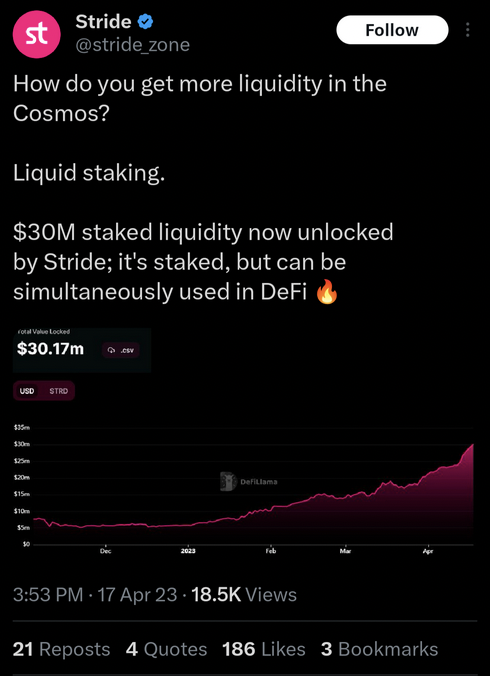 st
Stride
@stride_zone
Follow
How do you get more liquidity in the
Cosmos?
Liquid staking.
$30M staked liquidity now unlocked
by Stride; it's staked, but can be
simultaneously used in DeFi 🔥
Total Value Locked
$30.17m
.csv
USD STRD
$35m
$30m
$25m
$20m
$15m
$10m
$5m
$0
DeFiLlama
Dec 2023 Feb Mar Apr
3:53 PM · 17 Apr 23 · 18.5K Views
21 Reposts 4 Quotes 186 Likes 3 Bookmarks